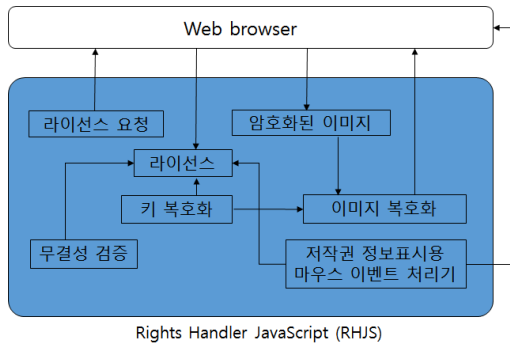 Web browser
라이선스 요청
암호화된 이미지
라이선스
키 복호화
이미지 복호화
무결성 검증
저작권 정보표시용
마우스 이벤트 처리기
Rights Handler JavaScript (RHJS)